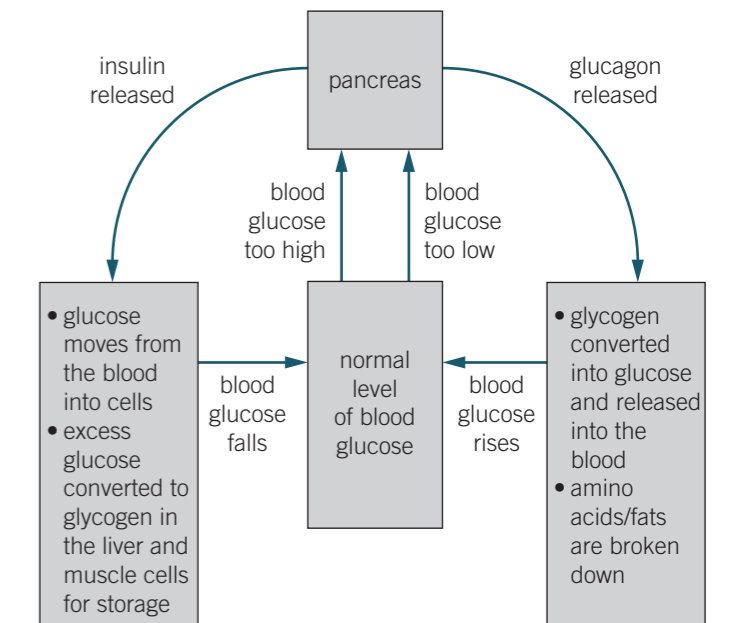 pancreas
insulin
released
glucagon
released
blood
glucose
too high
blood
glucose
too low
• glucose
moves from
the blood
into cells
• excess
glucose
converted to
glycogen in
the liver and
muscle cells
for storage
blood
glucose
falls
normal
level
of blood
glucose
blood
glucose
rises
• glycogen
converted
into glucose
and released
into the
blood
• amino
acids/fats
are broken
down